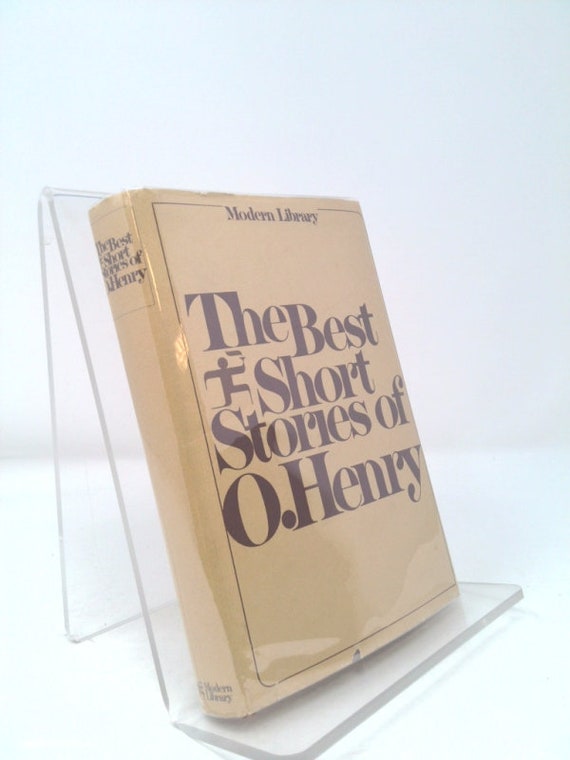 The Best
Short
Stories of
O. Henry
Modern
Library
Modern Library
The Best
Short
Stories of
O. Henry